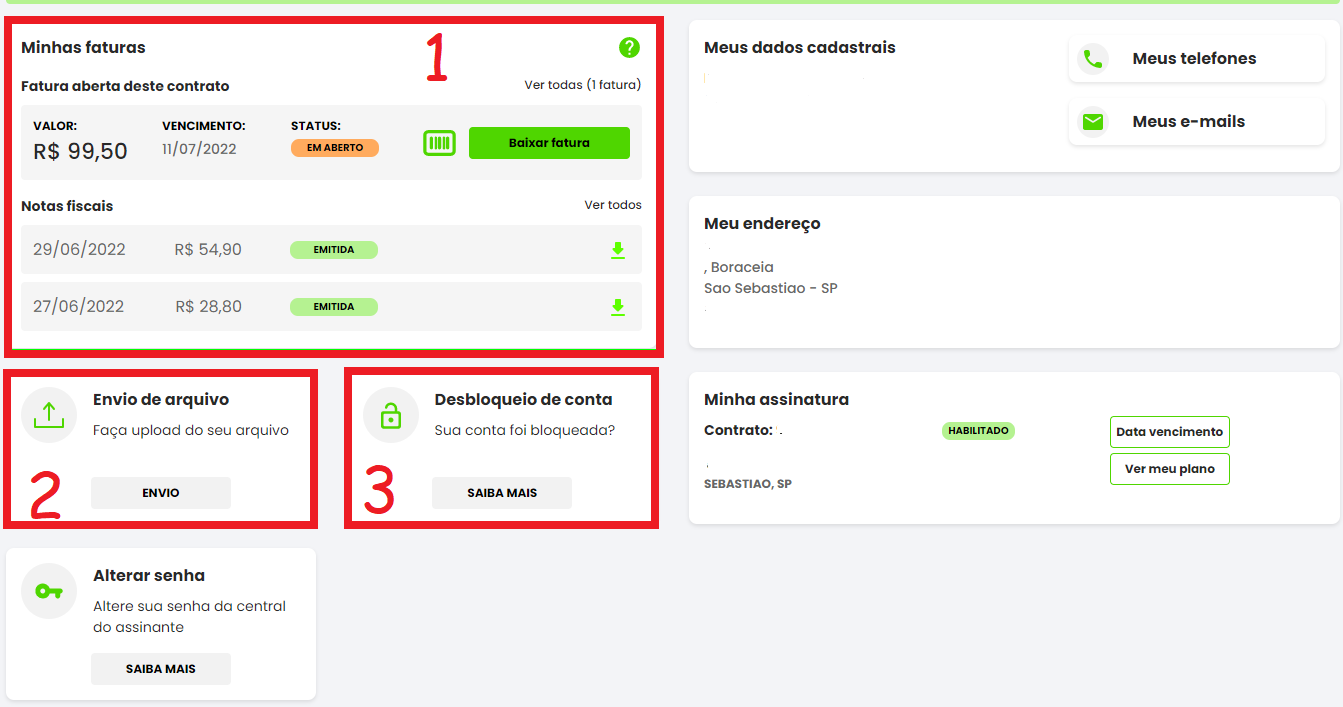 Minhas faturas
1
?
Fatura aberta deste contrato
Ver todas (1 fatura)
VALOR:
R$ 99,50
VENCIMENTO:
11/07/2022
STATUS:
EM ABERTO
Baixar fatura
Notas fiscais
Ver todos
29/06/2022 R$ 54,90 EMITIDA
27/06/2022 R$ 28,80 EMITIDA
Envio de arquivo
Faça upload do seu arquivo
ENVIO
2
Desbloqueio de conta
Sua conta foi bloqueada?
SAIBA MAIS
3
Alterar senha
Altere sua senha da central
do assinante
SAIBA MAIS
Meus dados cadastrais
Meus telefones
Meus e-mails
Meu endereço
, Boraceia
Sao Sebastiao - SP
Minha assinatura
Contrato: .
HABILITADO
SEBASTIAO, SP
Data vencimento
Ver meu plano